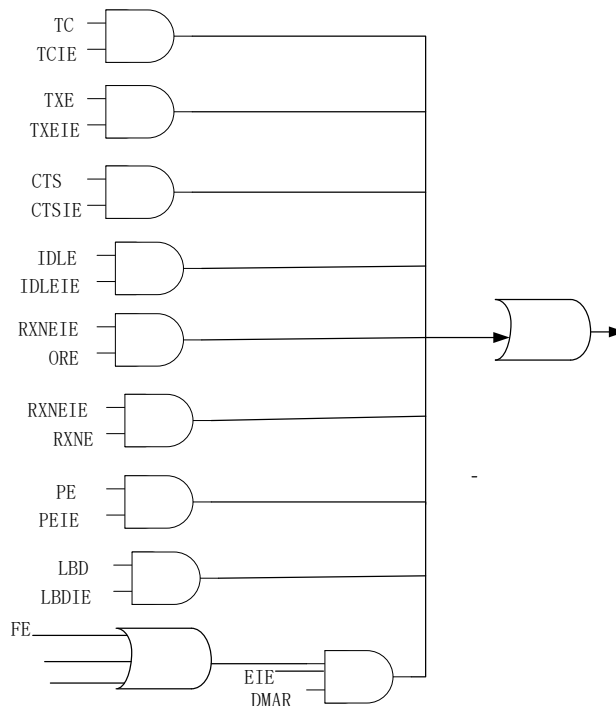 TC
TCIE
TXE
TXEIE
CTS
CTSIE
IDLE
IDLEIE
RXNEIE
ORE
RXNEIE
RXNE
PE
PEIE
LBD
LBDIE
FE
EIE
DMAR